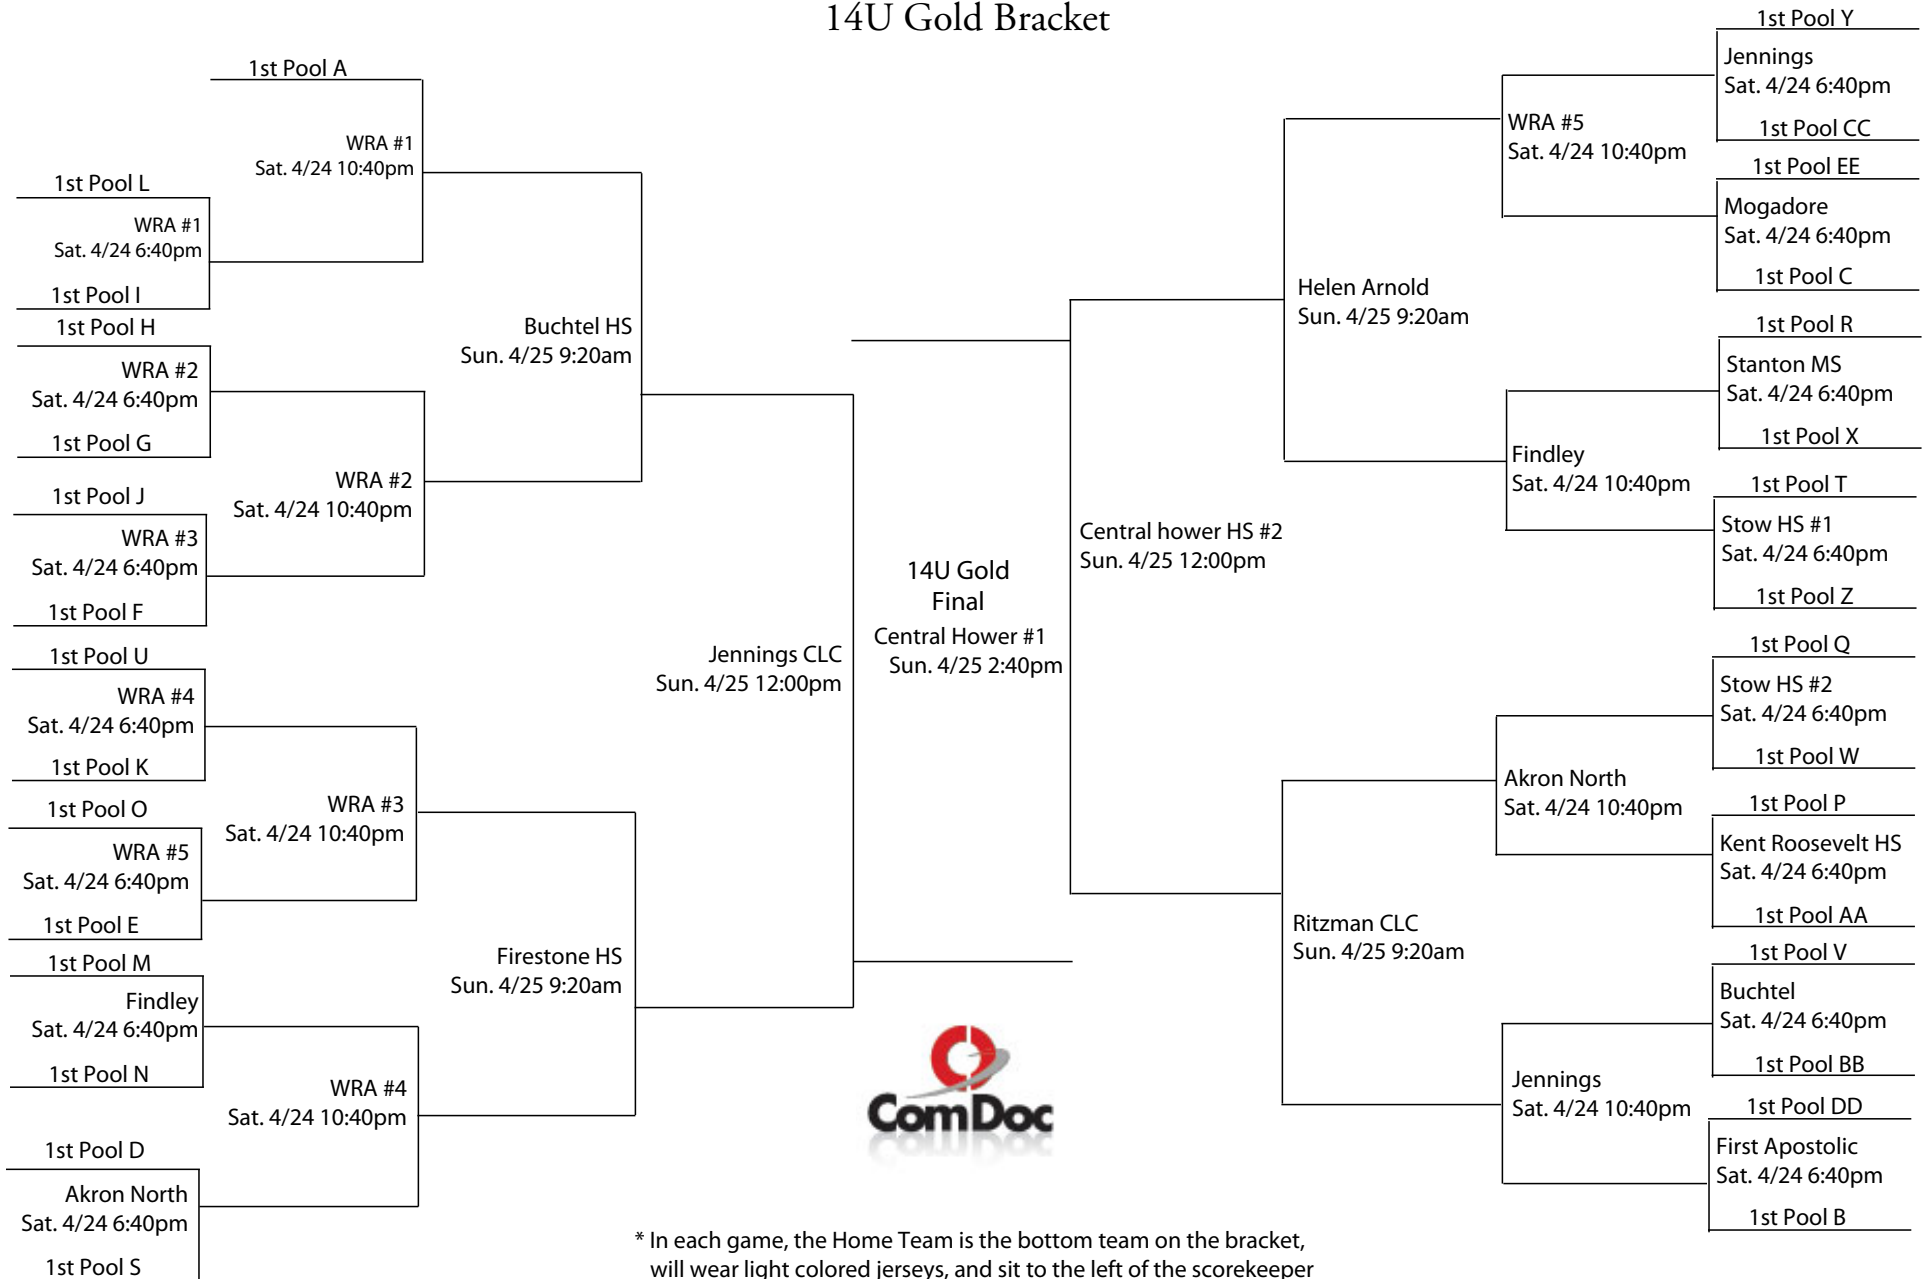 14U Gold Bracket
1st Pool A
WRA #1
Sat. 4/24 10:40pm
1st Pool L
WRA #1
Sat. 4/24 6:40pm
1st Pool I
1st Pool H
WRA #2
Sat. 4/24 6:40pm
1st Pool G
WRA #2
Sat. 4/24 10:40pm
1st Pool J
WRA #3
Sat. 4/24 6:40pm
1st Pool F
Buchtel HS
Sun. 4/25 9:20am
1st Pool U
WRA #4
Sat. 4/24 6:40pm
1st Pool K
WRA #3
Sat. 4/24 10:40pm
1st Pool O
WRA #5
Sat. 4/24 6:40pm
1st Pool E
1st Pool M
Findley
Sat. 4/24 6:40pm
1st Pool N
WRA #4
Sat. 4/24 10:40pm
1st Pool D
Akron North
Sat. 4/24 6:40pm
1st Pool S
Firestone HS
Sun. 4/25 9:20am
Jennings CLC
Sun. 4/25 12:00pm
14U Gold
Final
Central Hower #1
Sun. 4/25 2:40pm
Central hower HS #2
Sun. 4/25 12:00pm
Helen Arnold
Sun. 4/25 9:20am
WRA #5
Sat. 4/24 10:40pm
1st Pool Y
Jennings
Sat. 4/24 6:40pm
1st Pool CC
1st Pool EE
Mogadore
Sat. 4/24 6:40pm
1st Pool C
1st Pool R
Stanton MS
Sat. 4/24 6:40pm
1st Pool X
Findley
Sat. 4/24 10:40pm
1st Pool T
Stow HS #1
Sat. 4/24 6:40pm
1st Pool Z
1st Pool Q
Stow HS #2
Sat. 4/24 6:40pm
1st Pool W
Akron North
Sat. 4/24 10:40pm
1st Pool P
Kent Roosevelt HS
Sat. 4/24 6:40pm
1st Pool AA
Ritzman CLC
Sun. 4/25 9:20am
1st Pool V
Buchtel
Sat. 4/24 6:40pm
1st Pool BB
Jennings
Sat. 4/24 10:40pm
1st Pool DD
First Apostolic
Sat. 4/24 6:40pm
1st Pool B
ComDoc
* In each game, the Home Team is the bottom team on the bracket,
will wear light colored jerseys, and sit to the left of the scorekeeper